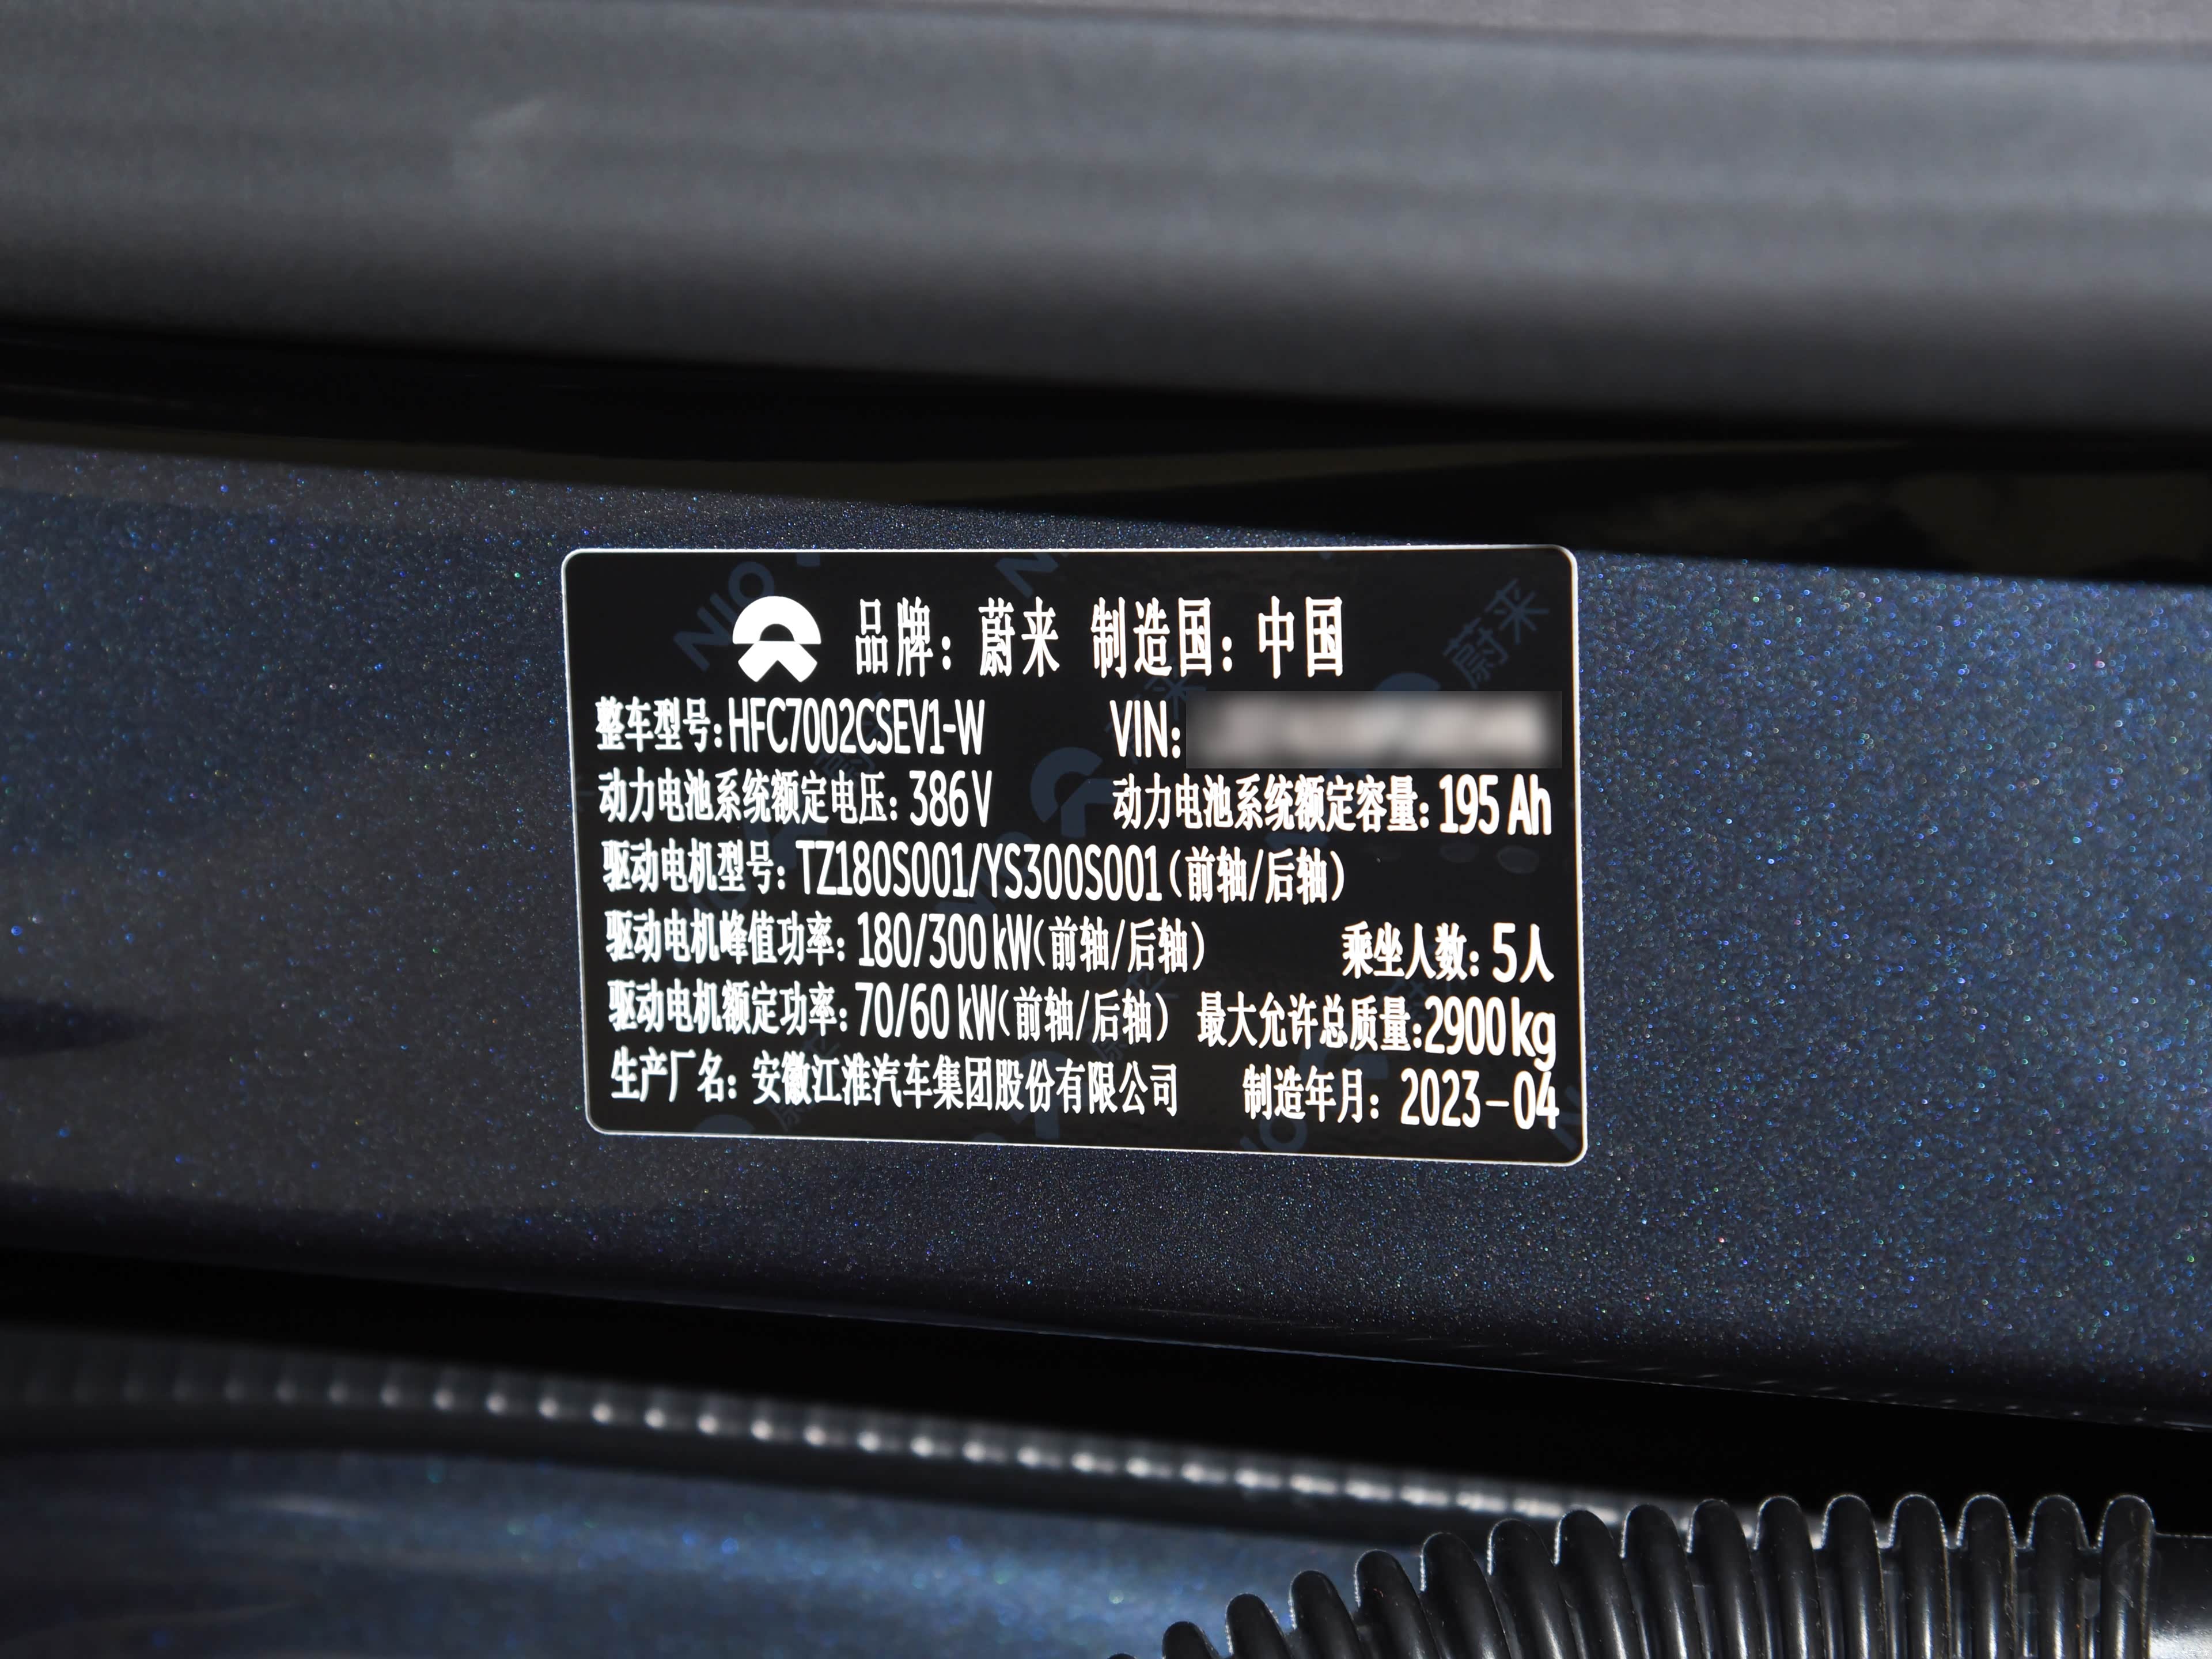 品牌：蔚来 制造国：中国
整车型号：HFC7002CSEV1-W VIN：
动力电池系统额定电压：386V 动力电池系统额定容量：195 Ah
驱动电机型号：TZ180S001/YS300S001（前轴/后轴）
驱动电机峰值功率：180/300 kW（前轴/后轴） 乘坐人数：5人
驱动电机额定功率：70/60 kW（前轴/后轴） 最大允许总质量：2900 kg
生产厂名：安徽江淮汽车集团股份有限公司 制造年月：2023-04